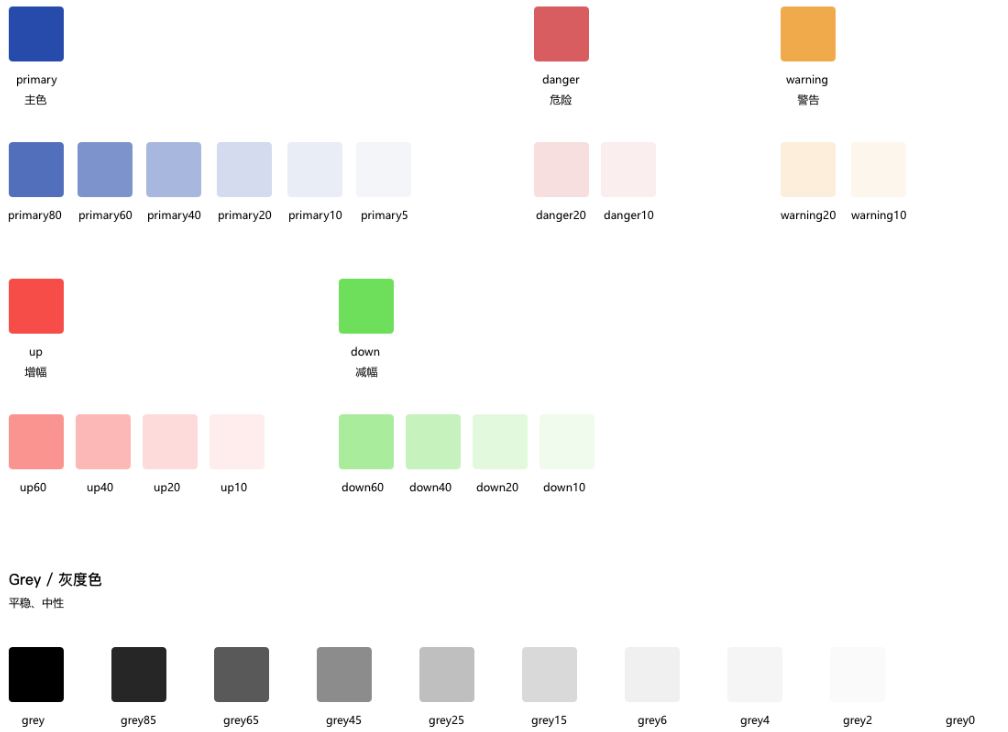 primary
主色
danger
危险
warning
警告
primary80 primary60 primary40 primary20 primary10 primary5
danger20 danger10
warning20 warning10
up
增幅
down
减幅
up60 up40 up20 up10
down60 down40 down20 down10
Grey / 灰度色
平稳、中性
grey grey85 grey65 grey45 grey25 grey15 grey6 grey4 grey2 grey0